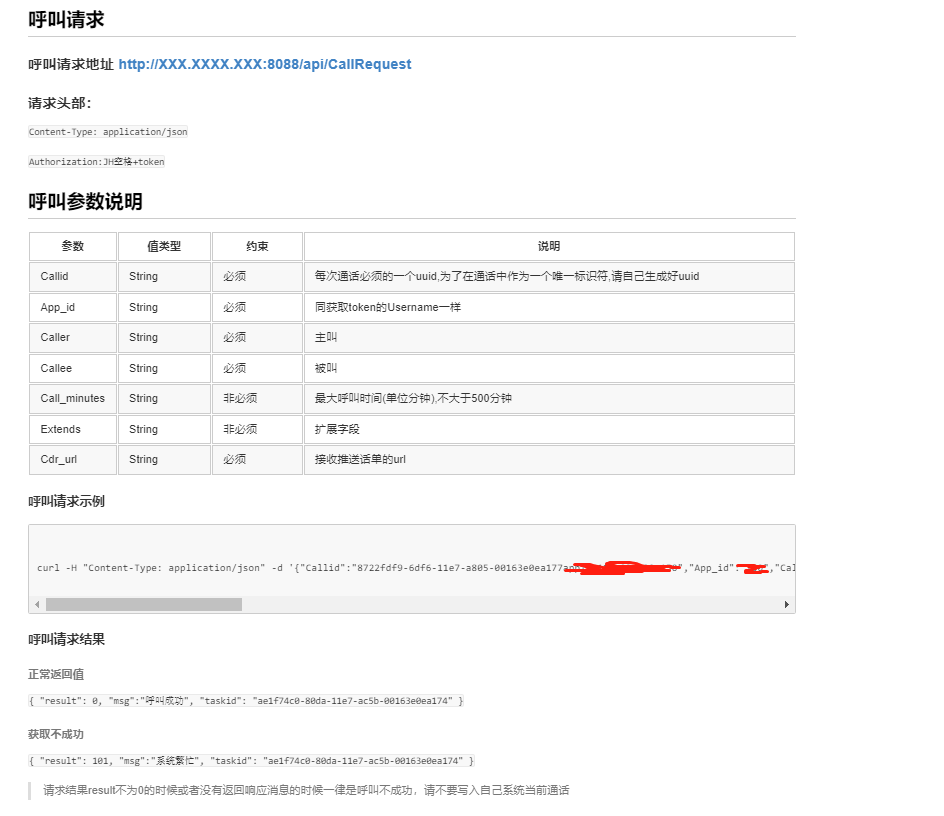 呼叫请求
呼叫请求地址 http://XXX.XXXX.XXX:8088/api/CallRequest
请求头部：
Content-Type: application/json
Authorization:JH空格+token
呼叫参数说明
参数 值类型 约束 说明
Callid String 必须 每次通话必须的一个uuid,为了在通话中作为一个唯一标识符,请自己生成好uuid
App_id String 必须 同获取token的Username一样
Caller String 必须 主叫
Callee String 必须 被叫
Call_minutes String 非必须 最大呼叫时间(单位分钟),不大于500分钟
Extends String 非必须 扩展字段
Cdr_url String 必须 接收推送话单的url
呼叫请求示例
curl -H "Content-Type: application/json" -d '{"Callid":"8722fdf9-6df6-11e7-a805-00163e0ea177 ","App_id": ","Cal
呼叫请求结果
正常返回值
{ "result": 0, "msg":"呼叫成功", "taskid": "ae1f74c0-80da-11e7-ac5b-00163e0ea174" }
获取不成功
{ "result": 101, "msg":"系统繁忙", "taskid": "ae1f74c0-80da-11e7-ac5b-00163e0ea174" }
请求结果result不为0的时候或者没有返回响应消息的时候一律是呼叫不成功，请不要写入自己系统当前通话